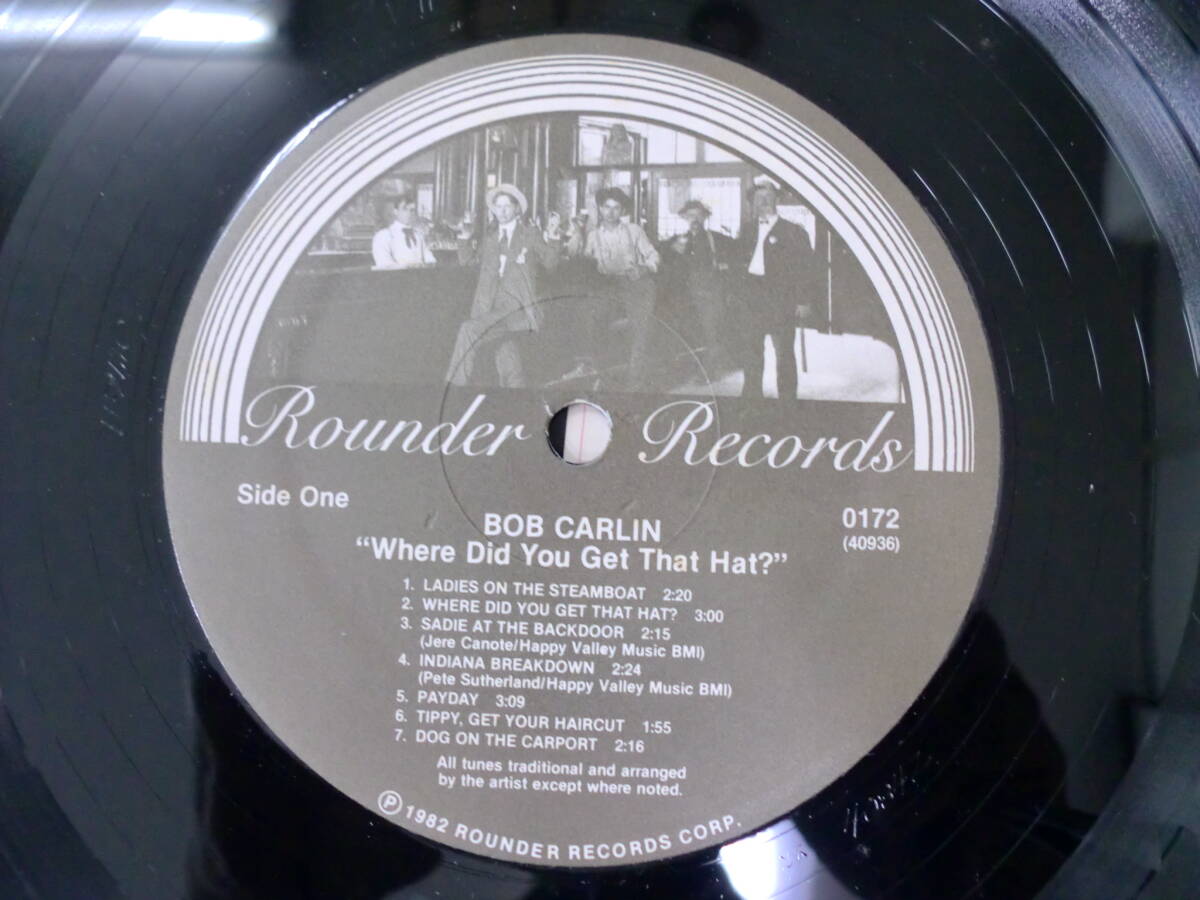 Rounder Records
Side One
0172
(40936)
BOB CARLIN
“Where Did You Get That Hat?”
1. LADIES ON THE STEAMBOAT 2:20
2. WHERE DID YOU GET THAT HAT? 3:00
3. SADIE AT THE BACKDOOR 2:15
(Jere Canote/Happy Valley Music BMI)
4. INDIANA BREAKDOWN 2:24
(Pete Sutherland/Happy Valley Music BMI)
5. PAYDAY 3:09
6. TIPPY, GET YOUR HAIRCUT 1:55
7. DOG ON THE CARPORT 2:16
All tunes traditional and arranged
by the artist except where noted.
℗ 1982 ROUNDER RECORDS CORP.